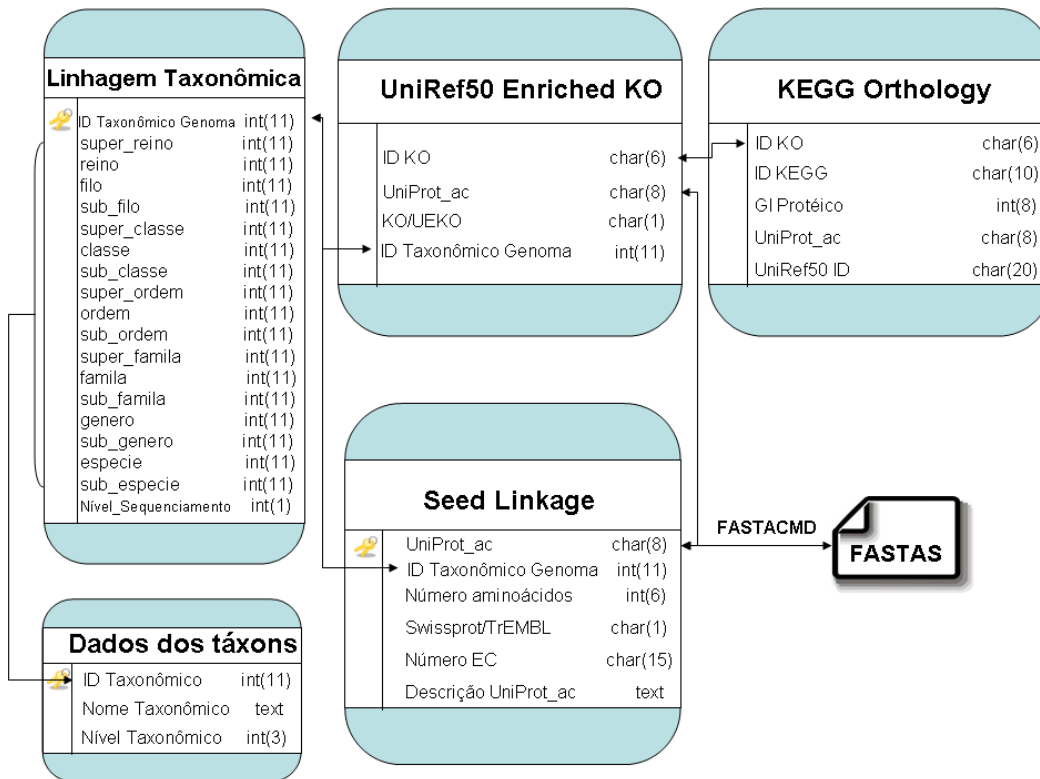 Linhagem Taxonômica
ID Taxonômico Genoma int(11)
super_reino int(11)
reino int(11)
filo int(11)
sub_filo int(11)
super_classe int(11)
classe int(11)
sub_classe int(11)
super_ordem int(11)
ordem int(11)
sub_ordem int(11)
super_famila int(11)
famila int(11)
sub_famila int(11)
genero int(11)
sub_genero int(11)
especie int(11)
sub_especie int(11)
Nível_Sequenciamento int(1)
UniRef50 Enriched KO
ID KO char(6)
UniProt_ac char(8)
KO/UEKO char(1)
ID Taxonômico Genoma int(11)
KEGG Orthology
ID KO char(6)
ID KEGG char(10)
GI Protéico int(8)
UniProt_ac char(8)
UniRef50 ID char(20)
Seed Linkage
UniProt_ac char(8)
ID Taxonômico Genoma int(11)
Número aminoácidos int(6)
Swissprot/TrEMBL char(1)
Número EC char(15)
Descrição UniProt_ac text
FASTACMD
FASTAS
Dados dos táxons
ID Taxonômico int(11)
Nome Taxonômico text
Nível Taxonômico int(3)